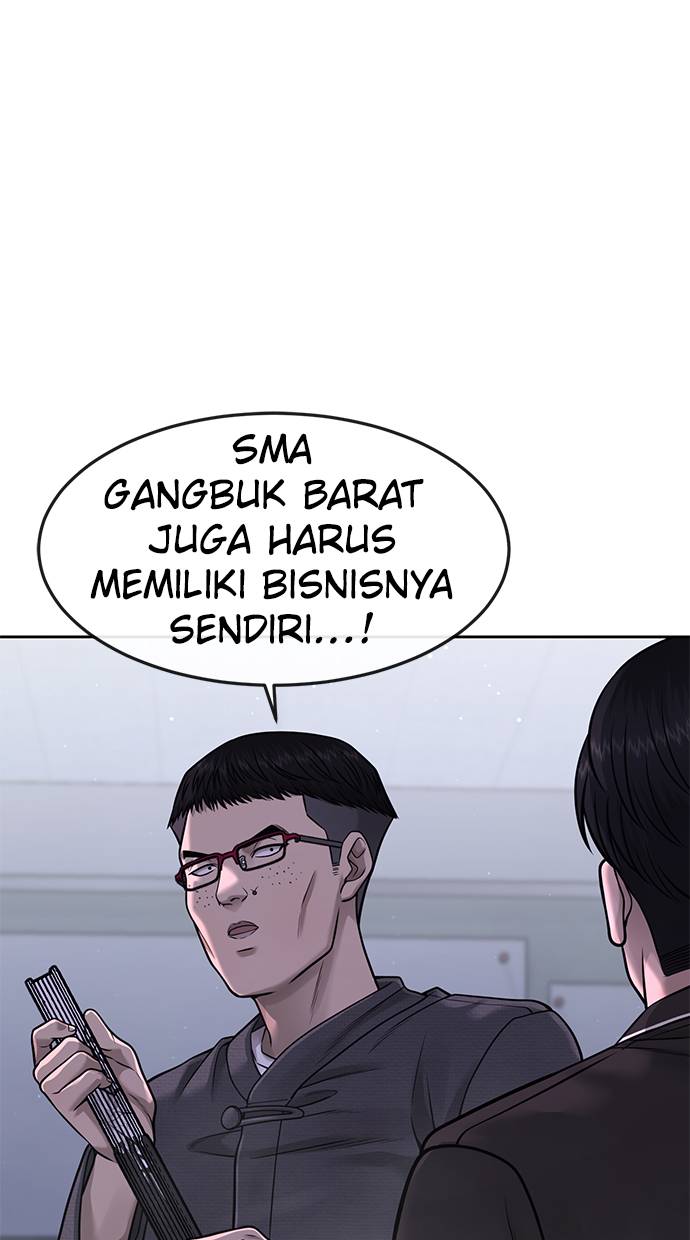 SMA
GANGBUK BARAT
JUGA HARUS
MEMILIKI BISNISNYA
SENDIRI...!